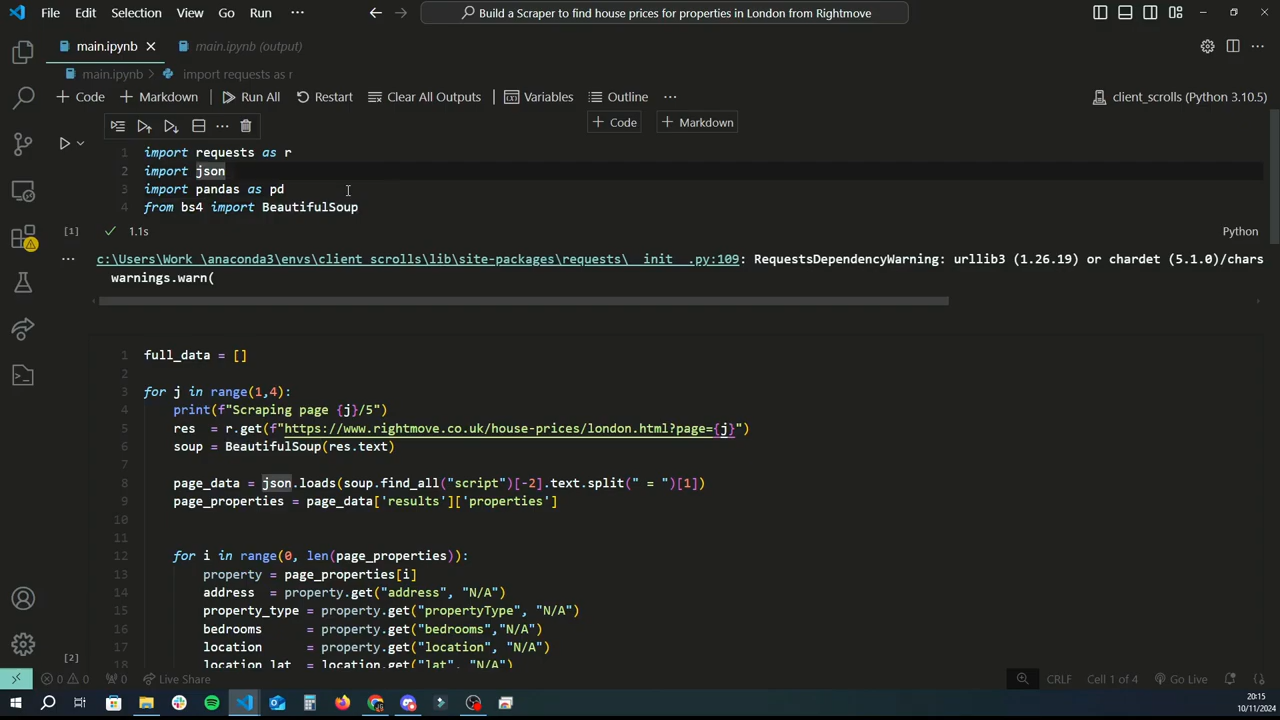 File Edit Selection View Go Run ··· Build a Scraper to find house prices for properties in London from Rightmove
main.ipynb main.ipynb (output)
main.ipynb > import requests as r
+ Code + Markdown Run All Restart Clear All Outputs Variables Outline ··· client_scrolls (Python 3.10.5)
+ Code + Markdown
1 import requests as r
2 import json
3 import pandas as pd
4 from bs4 import BeautifulSoup
[1] 1.1s Python
c:\Users\Work_\anaconda3\envs\client_scrolls\lib\site-packages\requests\__init__.py:109: RequestsDependencyWarning: urllib3 (1.26.19) or chardet (5.1.0)/chars
warnings.warn(
1 full_data = []
2
3 for j in range(1,4):
4 print(f"Scraping page {j}/5")
5 res = r.get(f"https://www.rightmove.co.uk/house-prices/london.html?page={j}")
6 soup = BeautifulSoup(res.text)
7
8 page_data = json.loads(soup.find_all("script")[-2].text.split(" = ")[1])
9 page_properties = page_data['results']['properties']
10
11
12 for i in range(0, len(page_properties)):
13 property = page_properties[i]
14 address = property.get("address", "N/A")
15 property_type = property.get("propertyType", "N/A")
16 bedrooms = property.get("bedrooms","N/A")
17 location = property.get("location", "N/A")
18 location_lat = location.get("lat", "N/A")
[2]
0 0 0 Live Share CRLF Cell 1 of 4 Go Live
20:15
10/11/2024